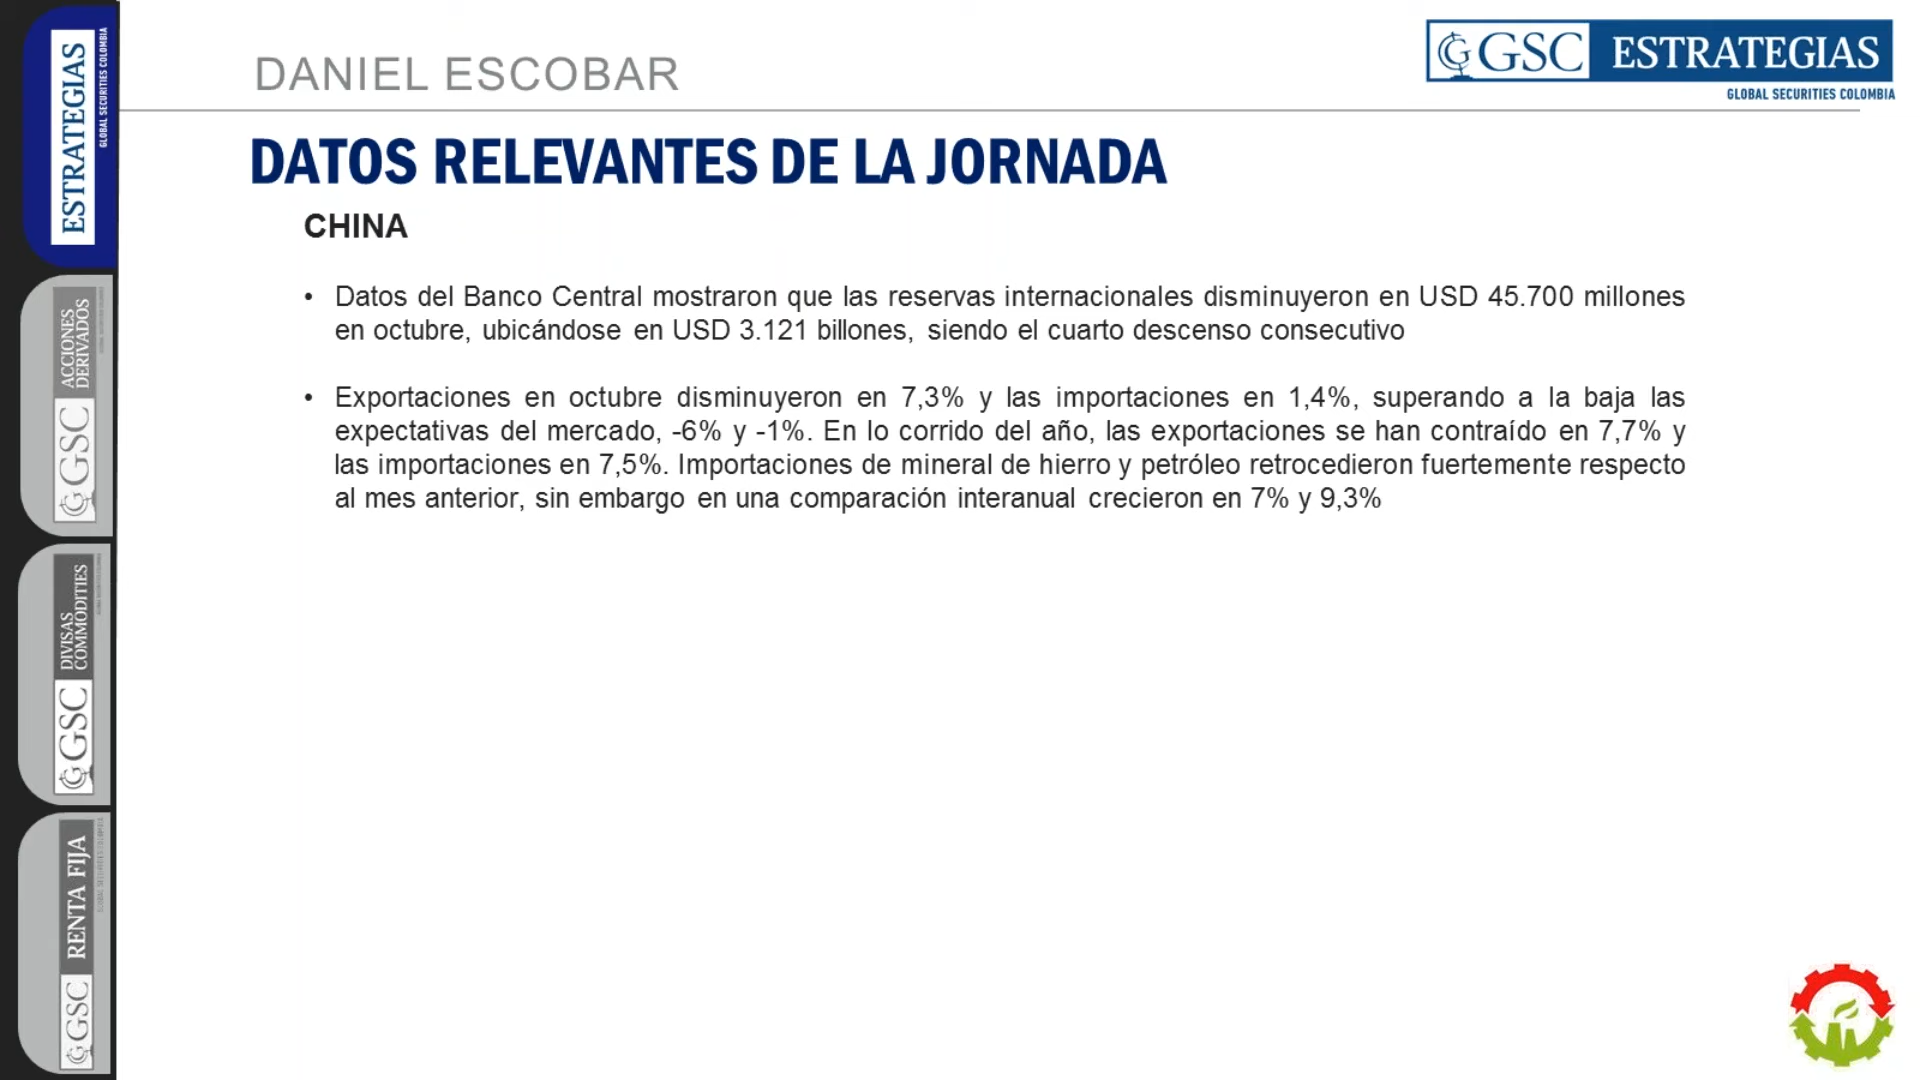 DANIEL ESCOBAR
GSC ESTRATEGIAS
GLOBAL SECURITIES COLOMBIA
DATOS RELEVANTES DE LA JORNADA
CHINA
• Datos del Banco Central mostraron que las reservas internacionales disminuyeron en USD 45.700 millones
en octubre, ubicándose en USD 3.121 billones, siendo el cuarto descenso consecutivo
• Exportaciones en octubre disminuyeron en 7,3% y las importaciones en 1,4%, superando a la baja las
expectativas del mercado, -6% y -1%. En lo corrido del año, las exportaciones se han contraído en 7,7% y
las importaciones en 7,5%. Importaciones de mineral de hierro y petróleo retrocedieron fuertemente respecto
al mes anterior, sin embargo en una comparación interanual crecieron en 7% y 9,3%
ESTRATEGIAS
GLOBAL SECURITIES COLOMBIA
GSC ACCIONES
DERIVADOS
GSC DIVISAS
COMMODITIES
GSC RENTA FIJA